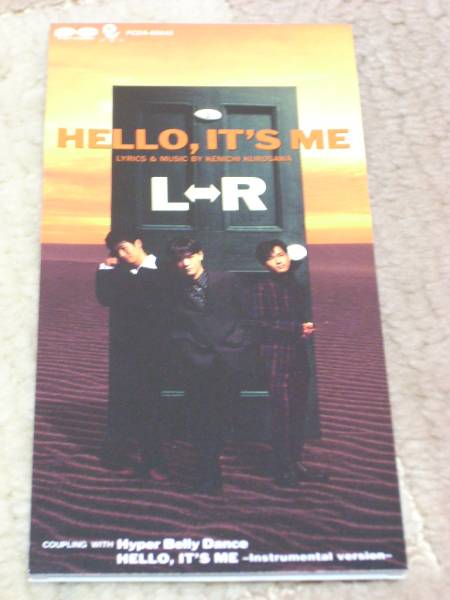 HELLO, IT'S ME
LYRICS & MUSIC BY KENICHI KUROSAWA
L↔R
COUPLING WITH Hyper Belly Dance
HELLO, IT'S ME ~Instrumental version~